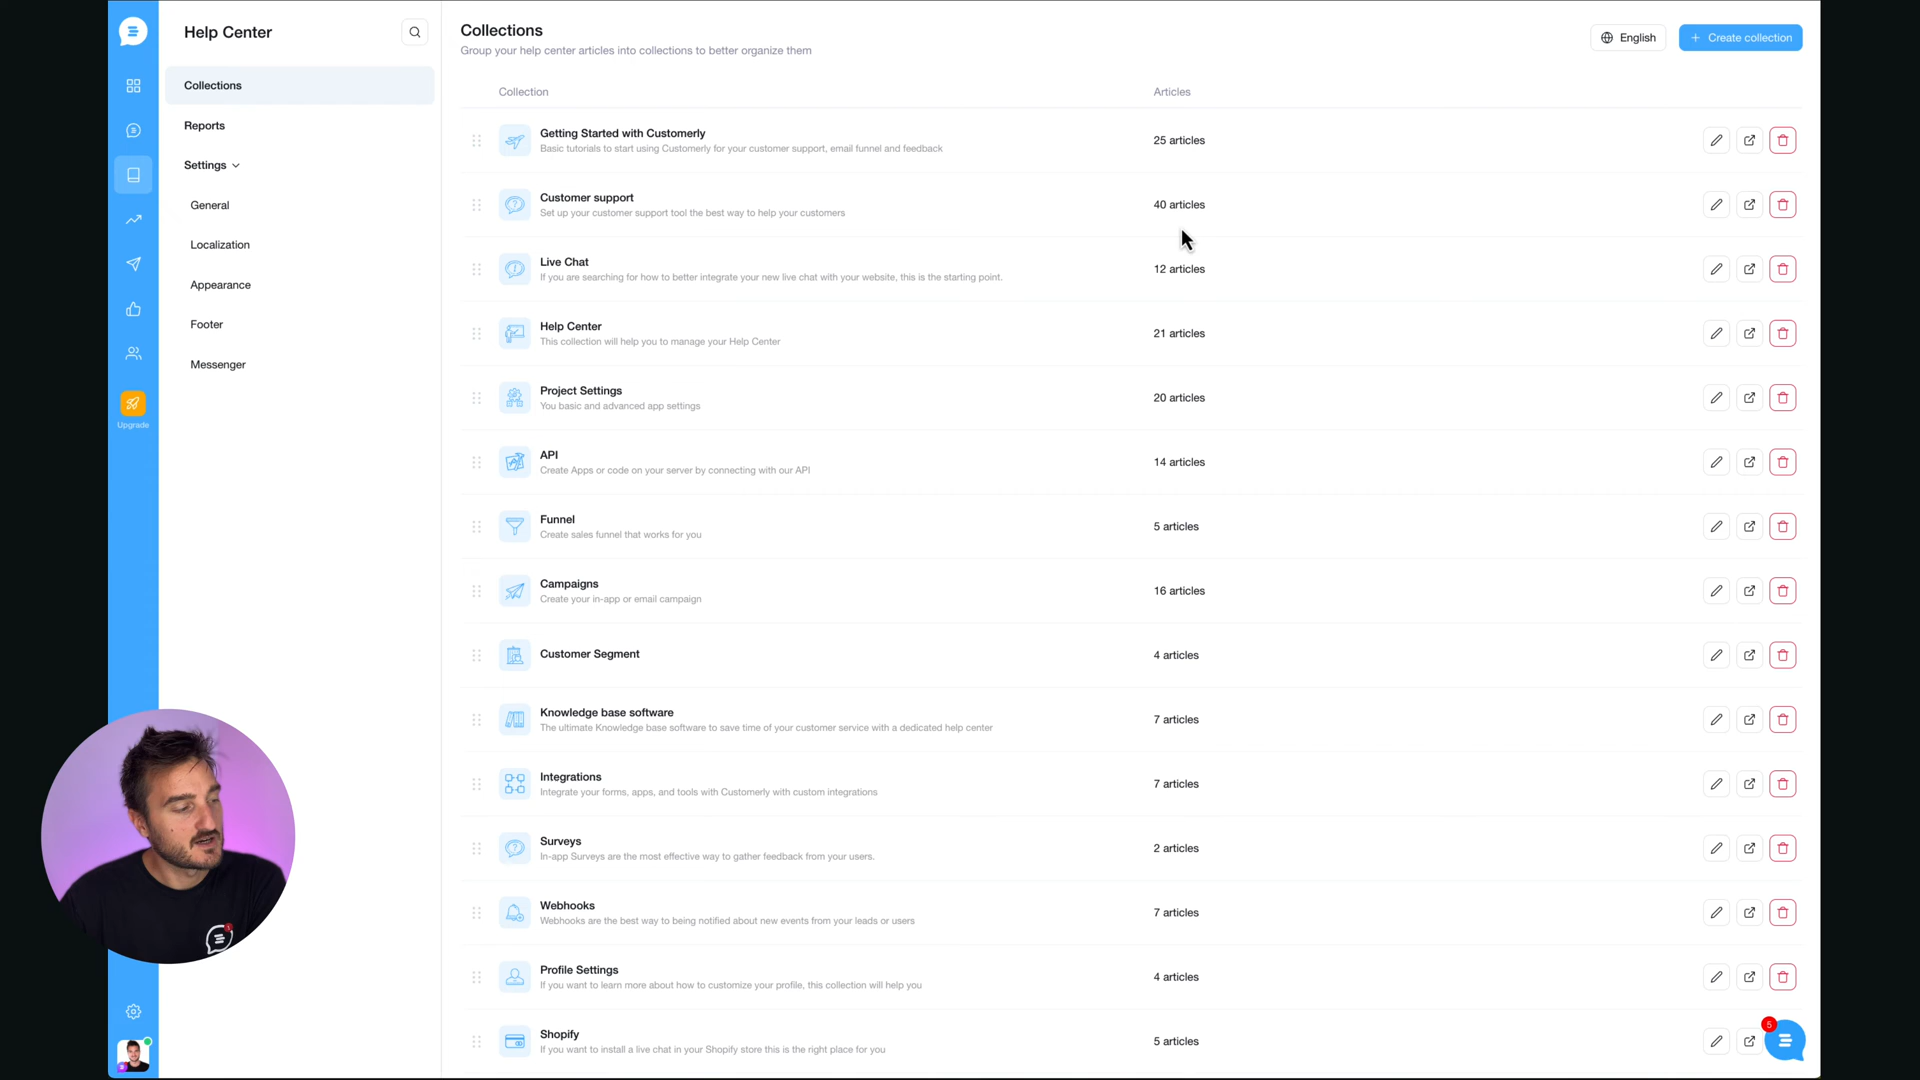 Help Center
Collections
Reports
Settings
General
Localization
Appearance
Footer
Messenger
Upgrade
Collections
Group your help center articles into collections to better organize them
English
Create collection
Collection
Articles
Getting Started with Customerly
Basic tutorials to start using Customerly for your customer support, email funnel and feedback
25 articles
Customer support
Set up your customer support tool the best way to help your customers
40 articles
Live Chat
If you are searching for how to better integrate your new live chat with your website, this is the starting point.
12 articles
Help Center
This collection will help you to manage your Help Center
21 articles
Project Settings
You basic and advanced app settings
20 articles
API
Create Apps or code on your server by connecting with our API
14 articles
Funnel
Create sales funnel that works for you
5 articles
Campaigns
Create your in-app or email campaign
16 articles
Customer Segment
4 articles
Knowledge base software
The ultimate Knowledge base software to save time of your customer service with a dedicated help center
7 articles
Integrations
Integrate your forms, apps, and tools with Customerly with custom integrations
7 articles
Surveys
In-app Surveys are the most effective way to gather feedback from your users.
2 articles
Webhooks
Webhooks are the best way to being notified about new events from your leads or users
7 articles
Profile Settings
If you want to learn more about how to customize your profile, this collection will help you
4 articles
Shopify
If you want to install a live chat in your Shopify store this is the right place for you
5 articles
5